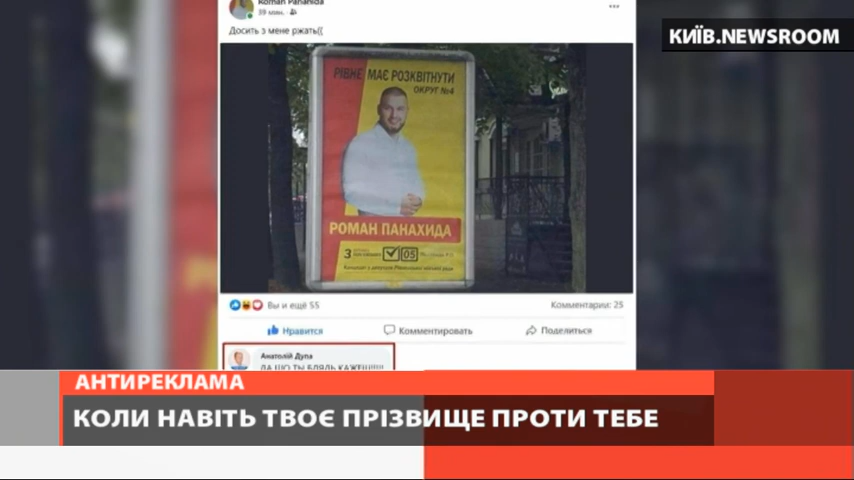 Roman Panahida
39 мин.
Досить з мене ржать((
КИЇВ.NEWSROOM
РІВНЕ МАЄ РОЗКВІТНУТИ
ОКРУГ №4
РОМАН ПАНАХИДА
3
05
Вы и ещё 55
Комментарии: 25
Нравится
Комментировать
Поделиться
Анатолій Дупа
ДА ШО ТЫ БЛЯДЬ КАЖЕШ!!!!!
АНТИРЕКЛАМА
КОЛИ НАВІТЬ ТВОЄ ПРІЗВИЩЕ ПРОТИ ТЕБЕ